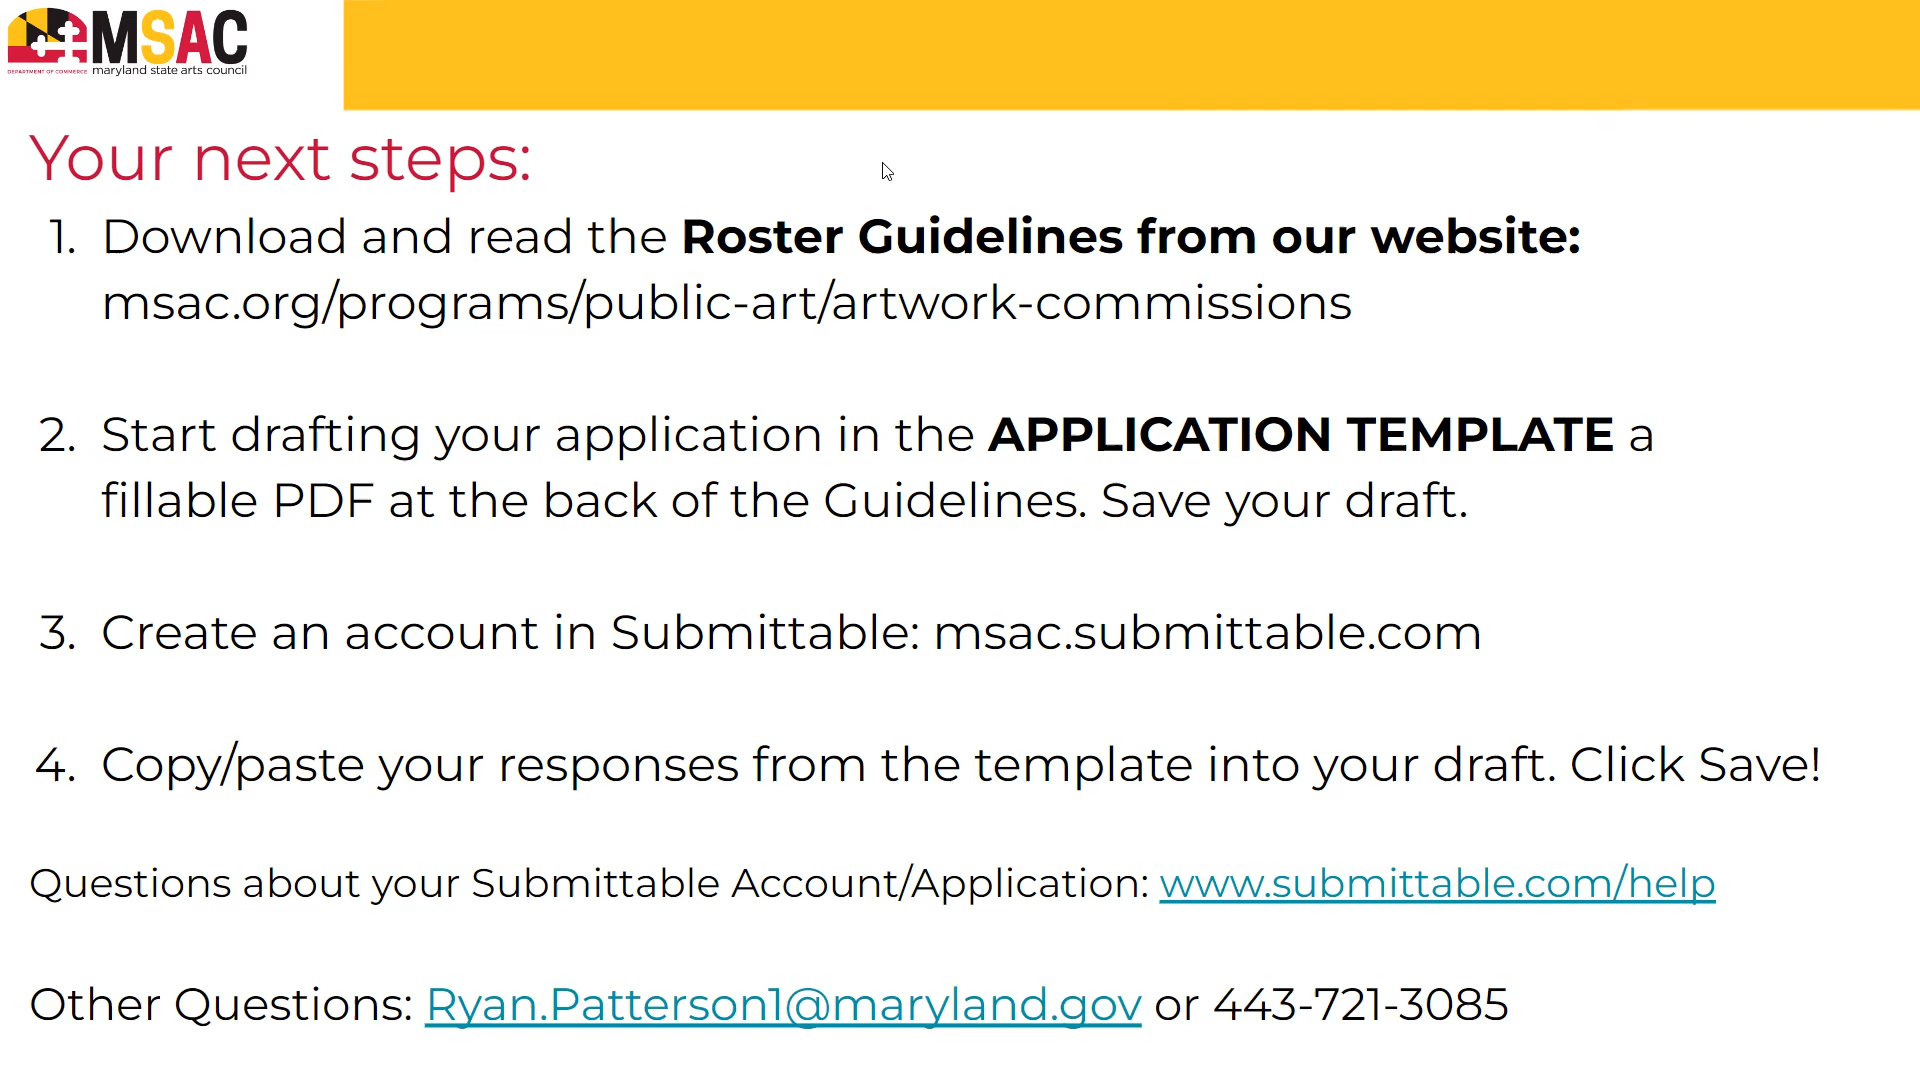 MSAC
DEPARTMENT OF COMMERCE maryland state arts council
Your next steps:
1. Download and read the Roster Guidelines from our website:
msac.org/programs/public-art/artwork-commissions
2. Start drafting your application in the APPLICATION TEMPLATE a
fillable PDF at the back of the Guidelines. Save your draft.
3. Create an account in Submittable: msac.submittable.com
4. Copy/paste your responses from the template into your draft. Click Save!
Questions about your Submittable Account/Application: www.submittable.com/help
Other Questions: Ryan.Patterson1@maryland.gov or 443-721-3085